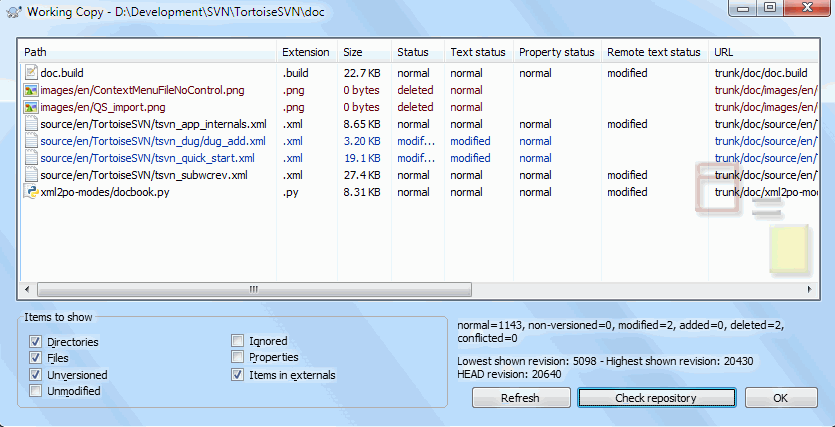 Working Copy - D:\Development\SVN\TortoiseSVN\doc
Path Extension Size Status Text status Property status Remote text status URL
doc.build .build 22.7 KB normal normal normal modified trunk/doc/doc.build
images/en/ContextMenuFileNoControl.png .png 0 bytes deleted normal normal trunk/doc/images/en/
images/en/QS_import.png .png 0 bytes deleted normal normal trunk/doc/images/en/
source/en/TortoiseSVN/tsvn_app_internals.xml .xml 8.65 KB normal normal normal modified trunk/doc/source/en/T
source/en/TortoiseSVN/tsvn_dug/dug_add.xml .xml 3.20 KB modif... modified normal trunk/doc/source/en/T
source/en/TortoiseSVN/tsvn_quick_start.xml .xml 19.1 KB modif... modified normal trunk/doc/source/en/T
source/en/TortoiseSVN/tsvn_subwcrev.xml .xml 27.4 KB normal normal normal modified trunk/doc/source/en/T
xml2po-modes/docbook.py .py 8.31 KB normal normal normal modified trunk/doc/xml2po-mo
Items to show
Directories
Files
Unversioned
Unmodified
Ignored
Properties
Items in externals
normal=1143, non-versioned=0, modified=2, added=0, deleted=2,
conflicted=0
Lowest shown revision: 5098 - Highest shown revision: 20430
HEAD revision: 20640
Refresh Check repository OK